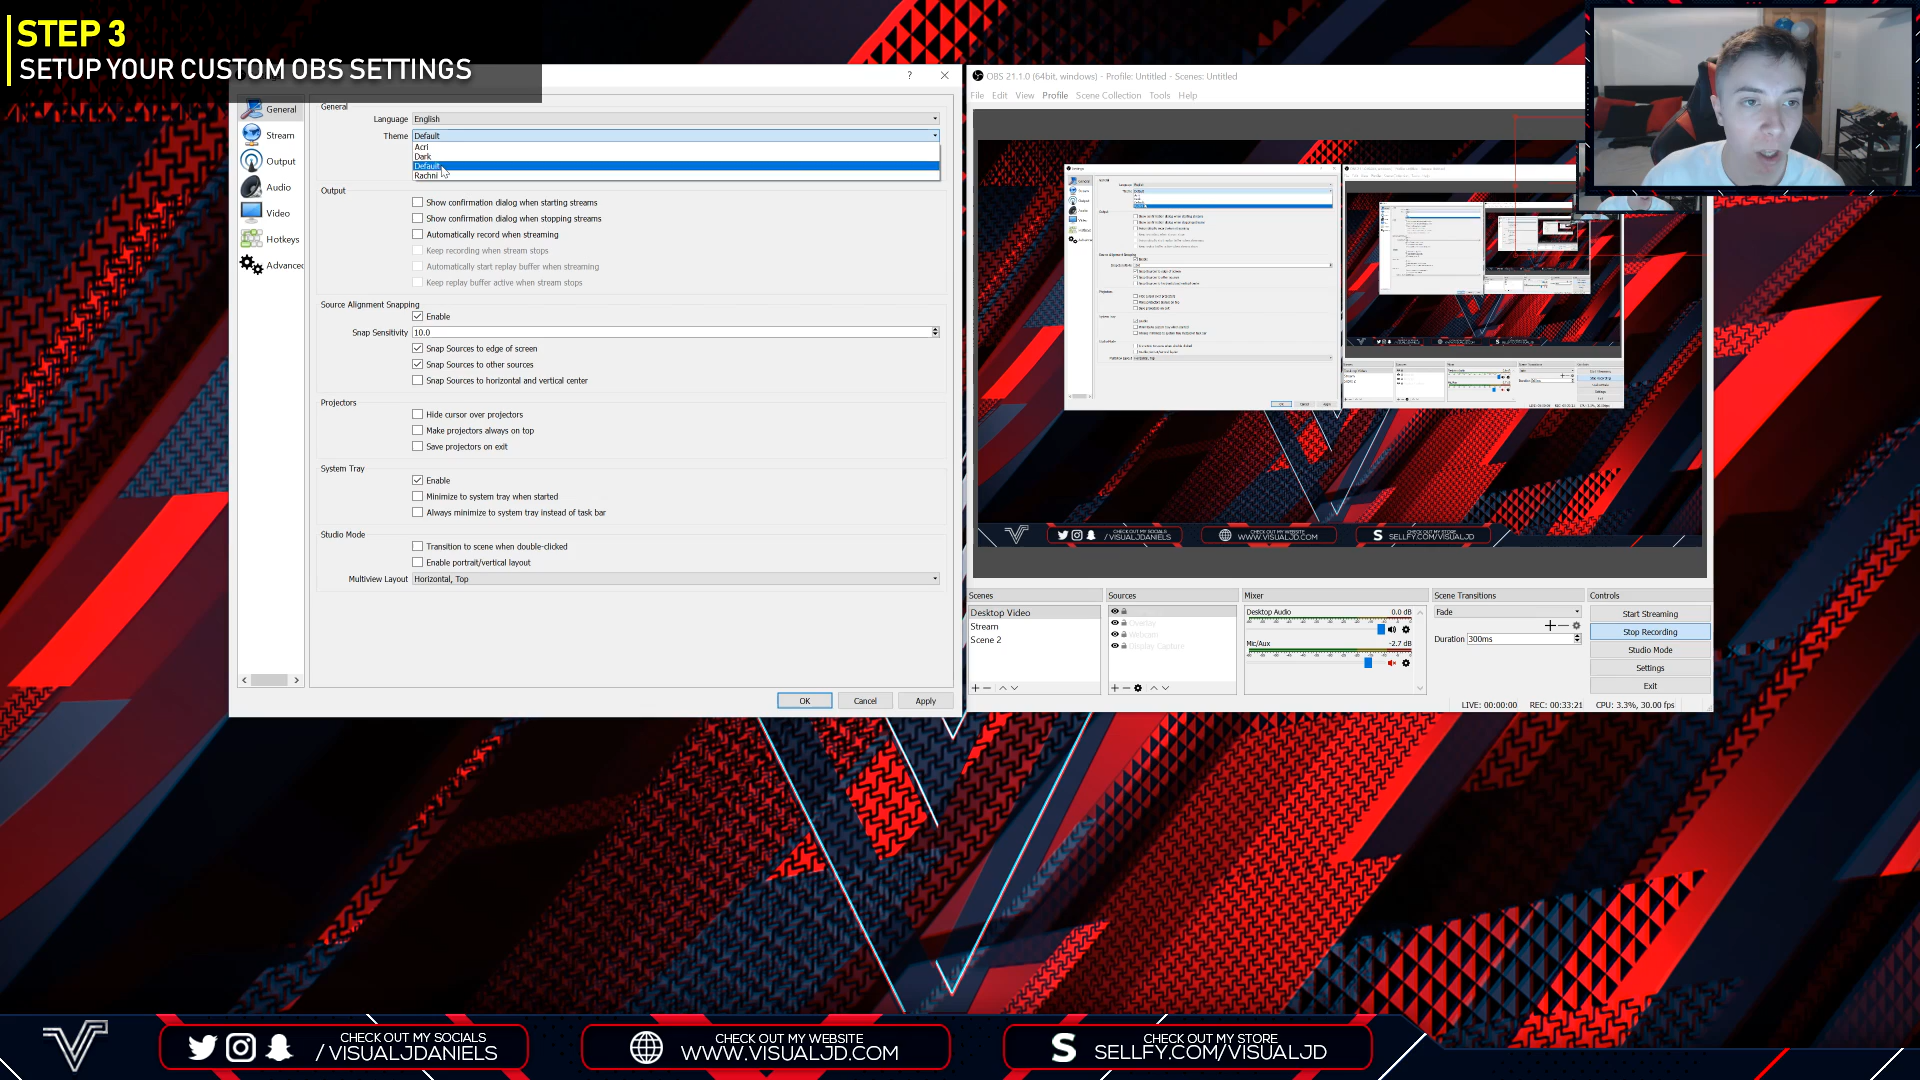 STEP 3
SETUP YOUR CUSTOM OBS SETTINGS
General
Stream
Output
Audio
Video
Hotkeys
Advanced
General
Language English
Theme Default
Acri
Dark
Default
Rachni
Output
Show confirmation dialog when starting streams
Show confirmation dialog when stopping streams
Automatically record when streaming
Keep recording when stream stops
Automatically start replay buffer when streaming
Keep replay buffer active when stream stops
Source Alignment Snapping
Enable
Snap Sensitivity 10.0
Snap Sources to edge of screen
Snap Sources to other sources
Snap Sources to horizontal and vertical center
Projectors
Hide cursor over projectors
Make projectors always on top
Save projectors on exit
System Tray
Enable
Minimize to system tray when started
Always minimize to system tray instead of task bar
Studio Mode
Transition to scene when double-clicked
Enable portrait/vertical layout
Multiview Layout Horizontal, Top
OK Cancel Apply
OBS 21.1.0 (64bit, windows) - Profile: Untitled - Scenes: Untitled
File Edit View Profile Scene Collection Tools Help
CHECK OUT MY SOCIALS
/VISUALJDANIELS
CHECK OUT MY WEBSITE
WWW.VISUALJD.COM
CHECK OUT MY STORE
SELLFY.COM/VISUALJD
Scenes
Desktop Video
Stream
Scene 2
Sources
Overlay
Webcam
Display Capture
Mixer
Desktop Audio 0.0 dB
Mic/Aux -2.7 dB
Scene Transitions
Fade
Duration 300ms
Controls
Start Streaming
Stop Recording
Studio Mode
Settings
Exit
LIVE: 00:00:00 REC: 00:33:21 CPU: 3.3%, 30.00 fps
CHECK OUT MY SOCIALS
/VISUALJDANIELS
CHECK OUT MY WEBSITE
WWW.VISUALJD.COM
CHECK OUT MY STORE
SELLFY.COM/VISUALJD